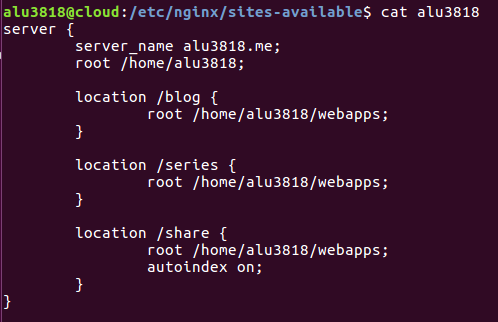 alu3818@cloud:/etc/nginx/sites-available$ cat alu3818
server {
        server_name alu3818.me;
        root /home/alu3818;

        location /blog {
                root /home/alu3818/webapps;
        }

        location /series {
                root /home/alu3818/webapps;
        }

        location /share {
                root /home/alu3818/webapps;
                autoindex on;
        }
}